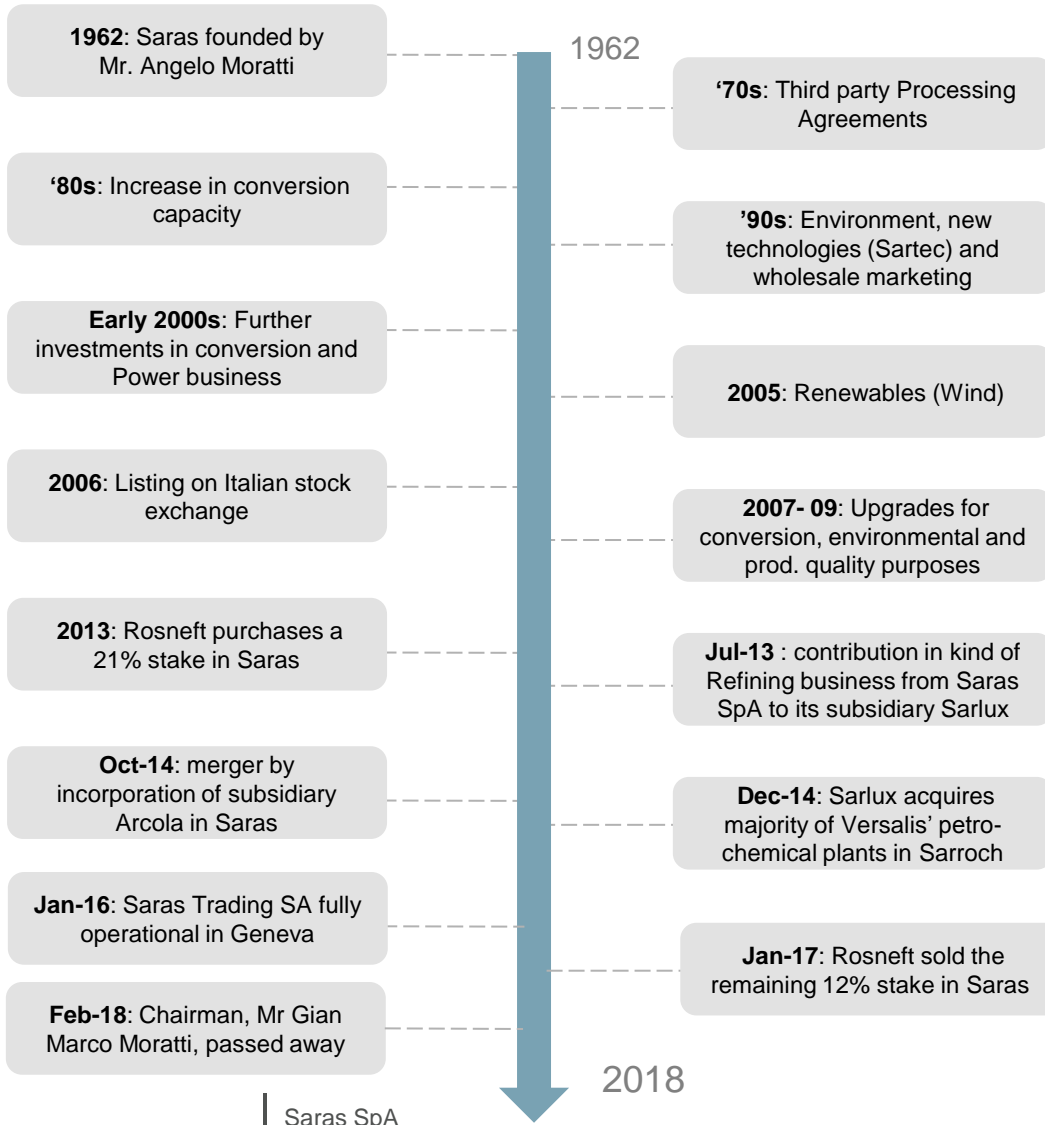 1962: Saras founded by
Mr. Angelo Moratti
1962
‘70s: Third party Processing
Agreements
‘80s: Increase in conversion
capacity
’90s: Environment, new
technologies (Sartec) and
wholesale marketing
Early 2000s: Further
investments in conversion and
Power business
2005: Renewables (Wind)
2006: Listing on Italian stock
exchange
2007- 09: Upgrades for
conversion, environmental and
prod. quality purposes
2013: Rosneft purchases a
21% stake in Saras
Jul-13 : contribution in kind of
Refining business from Saras
SpA to its subsidiary Sarlux
Oct-14: merger by
incorporation of subsidiary
Arcola in Saras
Dec-14: Sarlux acquires
majority of Versalis’ petro-
chemical plants in Sarroch
Jan-16: Saras Trading SA fully
operational in Geneva
Jan-17: Rosneft sold the
remaining 12% stake in Saras
Feb-18: Chairman, Mr Gian
Marco Moratti, passed away
2018
Saras SpA